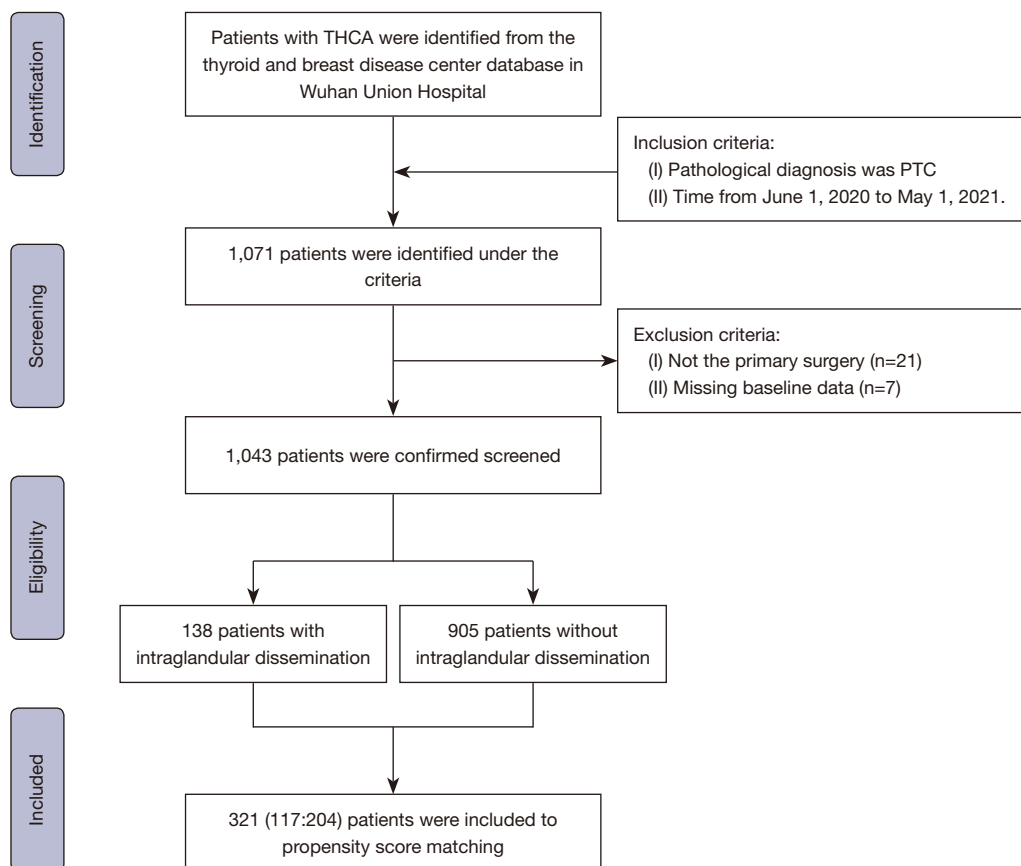 Identification
Patients with THCA were identified from the
thyroid and breast disease center database in
Wuhan Union Hospital
Inclusion criteria:
(I) Pathological diagnosis was PTC
(II) Time from June 1, 2020 to May 1, 2021.
Screening
1,071 patients were identified under the
criteria
Exclusion criteria:
(I) Not the primary surgery (n=21)
(II) Missing baseline data (n=7)
1,043 patients were confirmed screened
Eligibility
138 patients with
intraglandular dissemination
905 patients without
intraglandular dissemination
Included
321 (117:204) patients were included to
propensity score matching